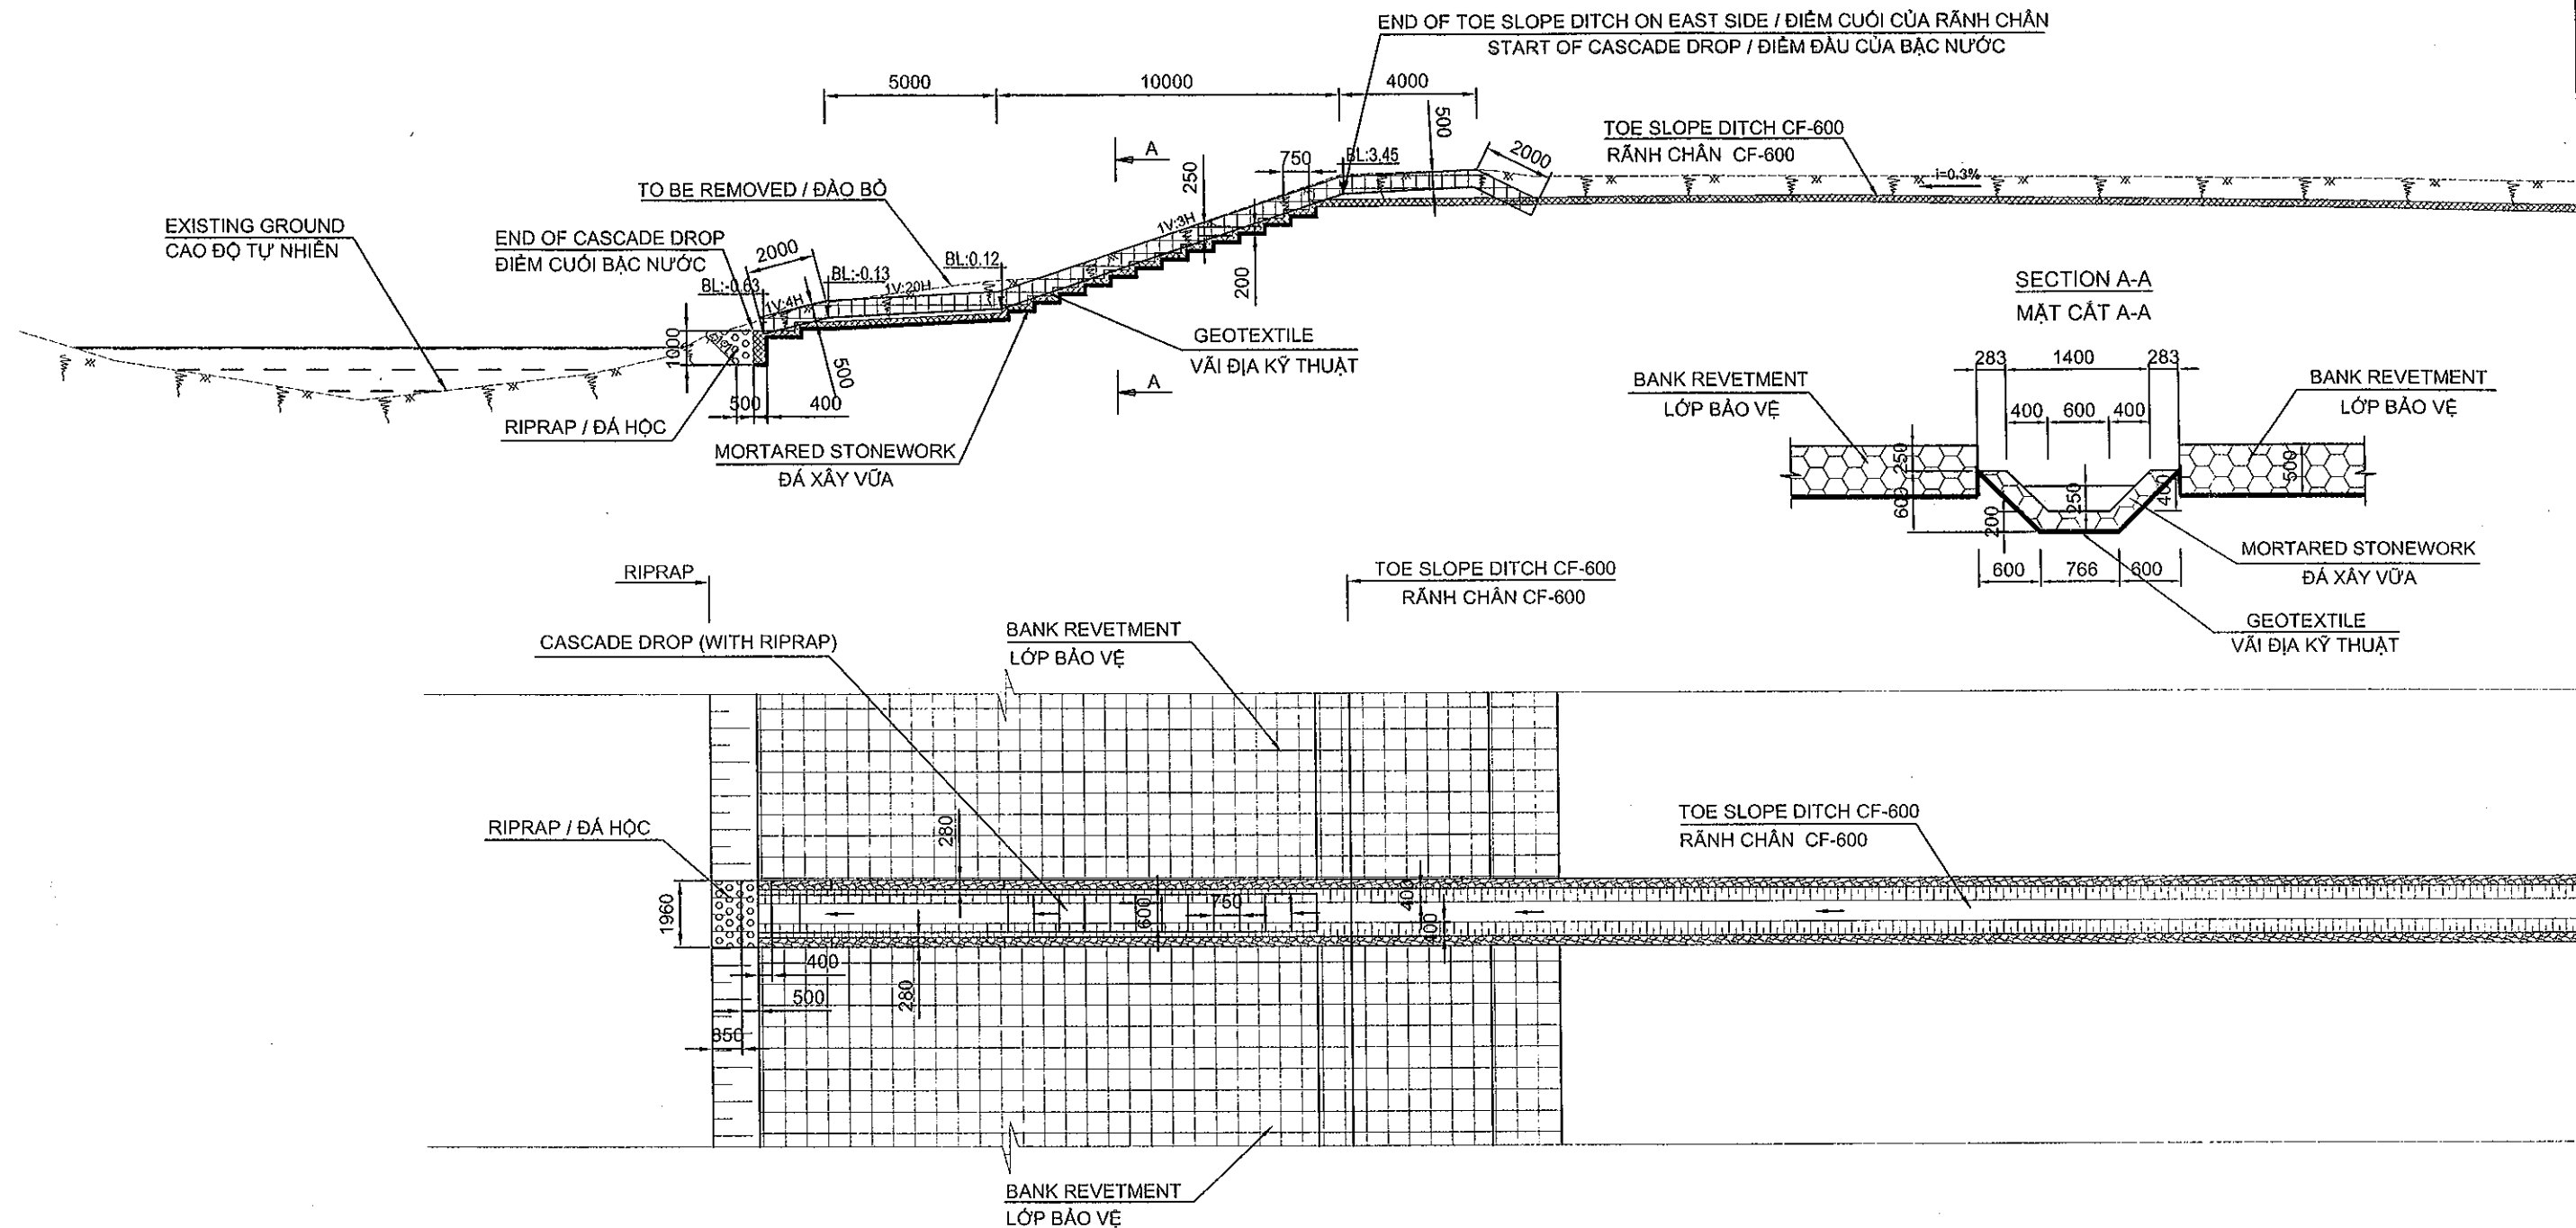 END OF TOE SLOPE DITCH ON EAST SIDE / ĐIỂM CUỐI CỦA RÃNH CHÂN
START OF CASCADE DROP / ĐIỂM ĐẦU CỦA BẬC NƯỚC
5000
10000
4000
500
2000
TOE SLOPE DITCH CF-600
RÃNH CHÂN CF-600
i=0.3%
A
750
BL:3.45
250
1V:3H
200
TO BE REMOVED / ĐÀO BỎ
EXISTING GROUND
CAO ĐỘ TỰ NHIÊN
END OF CASCADE DROP
ĐIỂM CUỐI BẬC NƯỚC
2000
BL:-0.63
BL:-0.13
BL:0.12
1V:4H
1V:20H
1000
500
500
400
RIPRAP / ĐÁ HỘC
MORTARED STONEWORK
ĐÁ XÂY VỮA
GEOTEXTILE
VÃI ĐỊA KỸ THUẬT
A
SECTION A-A
MẶT CẮT A-A
283
1400
283
400
600
400
BANK REVETMENT
LỚP BẢO VỆ
BANK REVETMENT
LỚP BẢO VỆ
250
600
200
250
400
500
600
766
600
MORTARED STONEWORK
ĐÁ XÂY VỮA
GEOTEXTILE
VÃI ĐỊA KỸ THUẬT
RIPRAP
TOE SLOPE DITCH CF-600
RÃNH CHÂN CF-600
CASCADE DROP (WITH RIPRAP)
BANK REVETMENT
LỚP BẢO VỆ
RIPRAP / ĐÁ HỘC
280
TOE SLOPE DITCH CF-600
RÃNH CHÂN CF-600
1960
600
750
400
400
400
500
280
850
BANK REVETMENT
LỚP BẢO VỆ